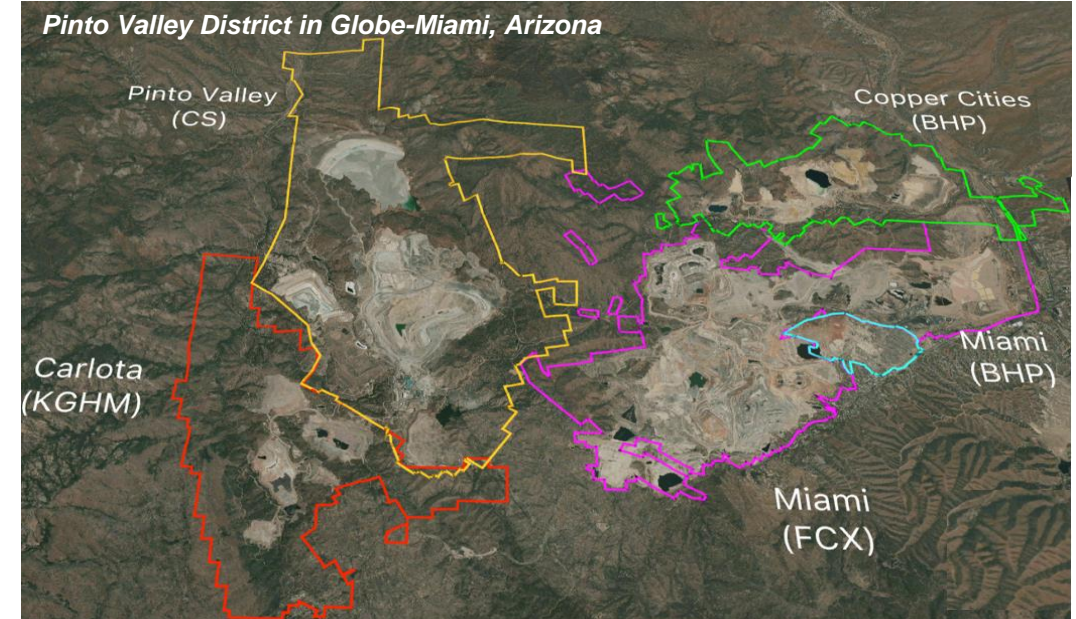 Pinto Valley District in Globe-Miami, Arizona
Pinto Valley
(CS)
Copper Cities
(BHP)
Carlota
(KGHM)
Miami
(BHP)
Miami
(FCX)